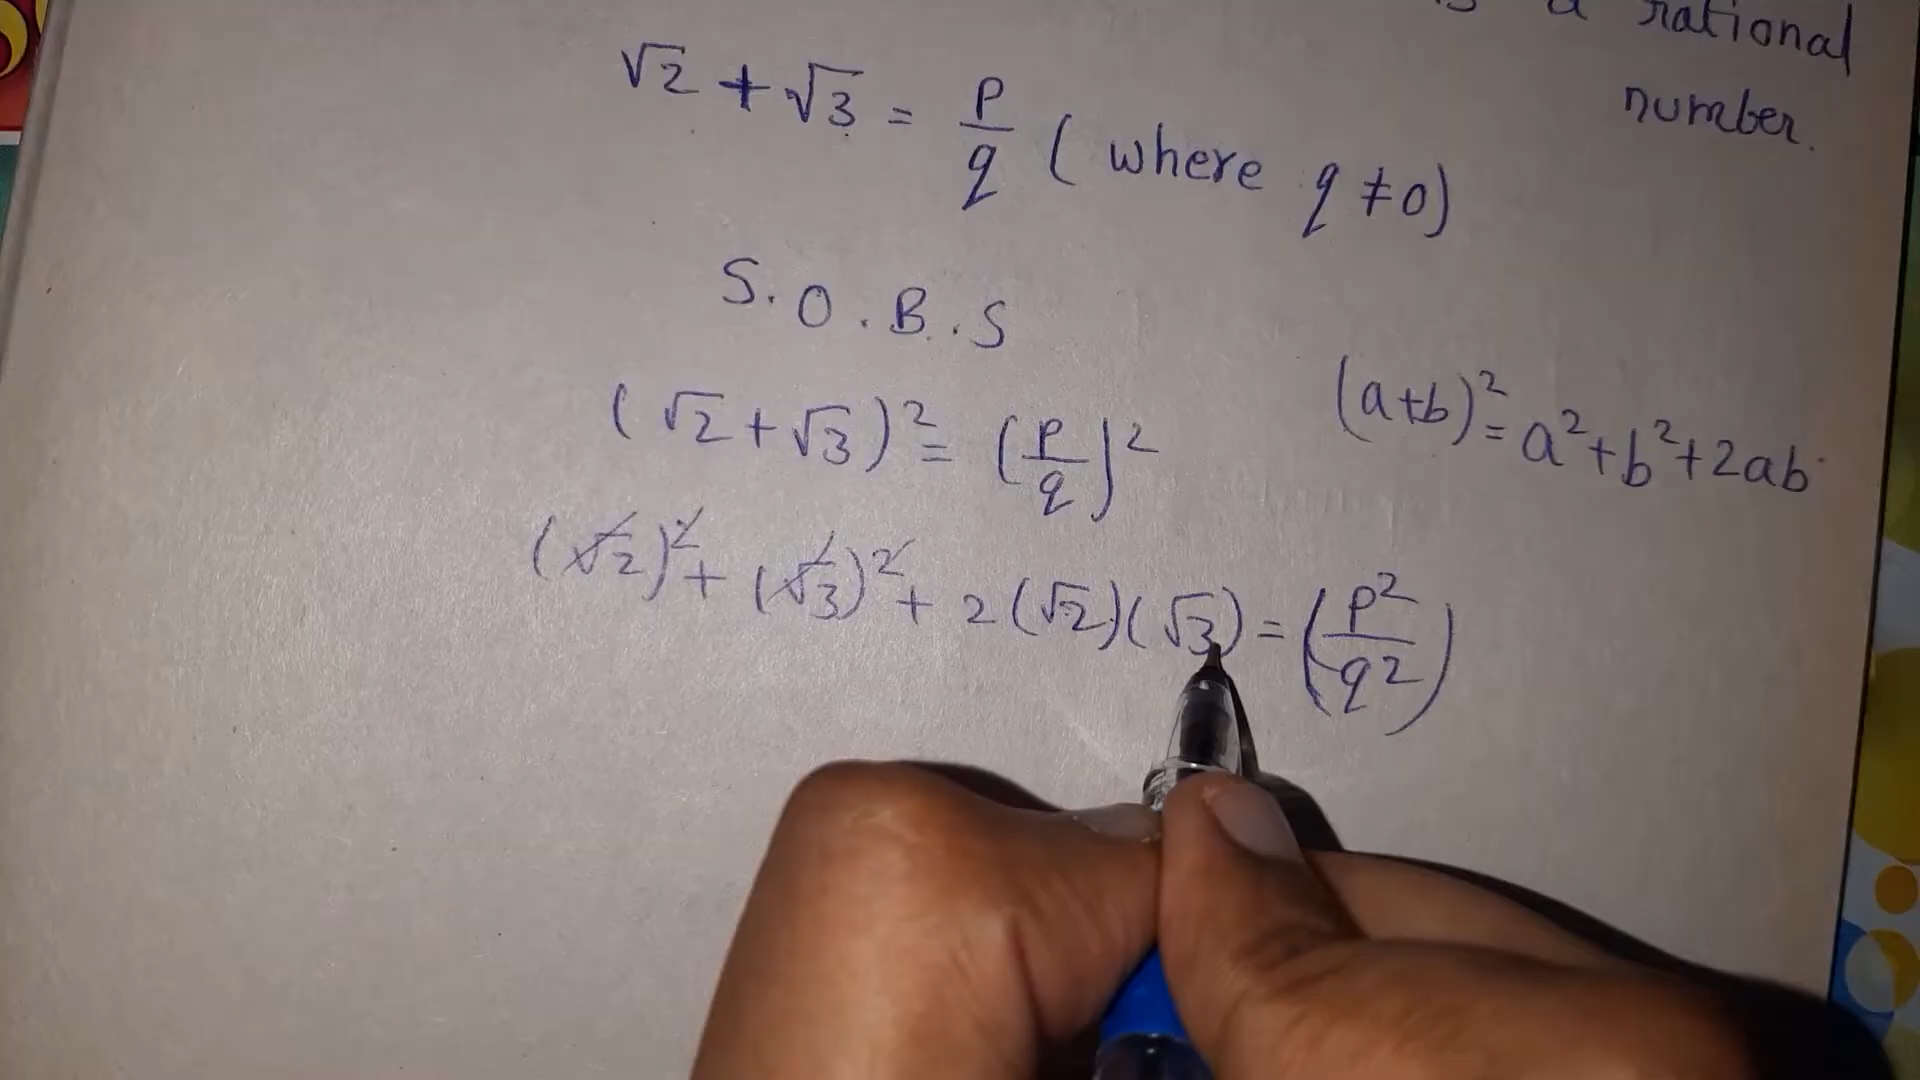 a rational
number.
√2 + √3 = p/q (where q ≠ 0)
S.O.B.S
(√2 + √3)² = (p/q)²
(a+b)² = a² + b² + 2ab
(√2)² + (√3)² + 2(√2)(√3) = (p²/q²)